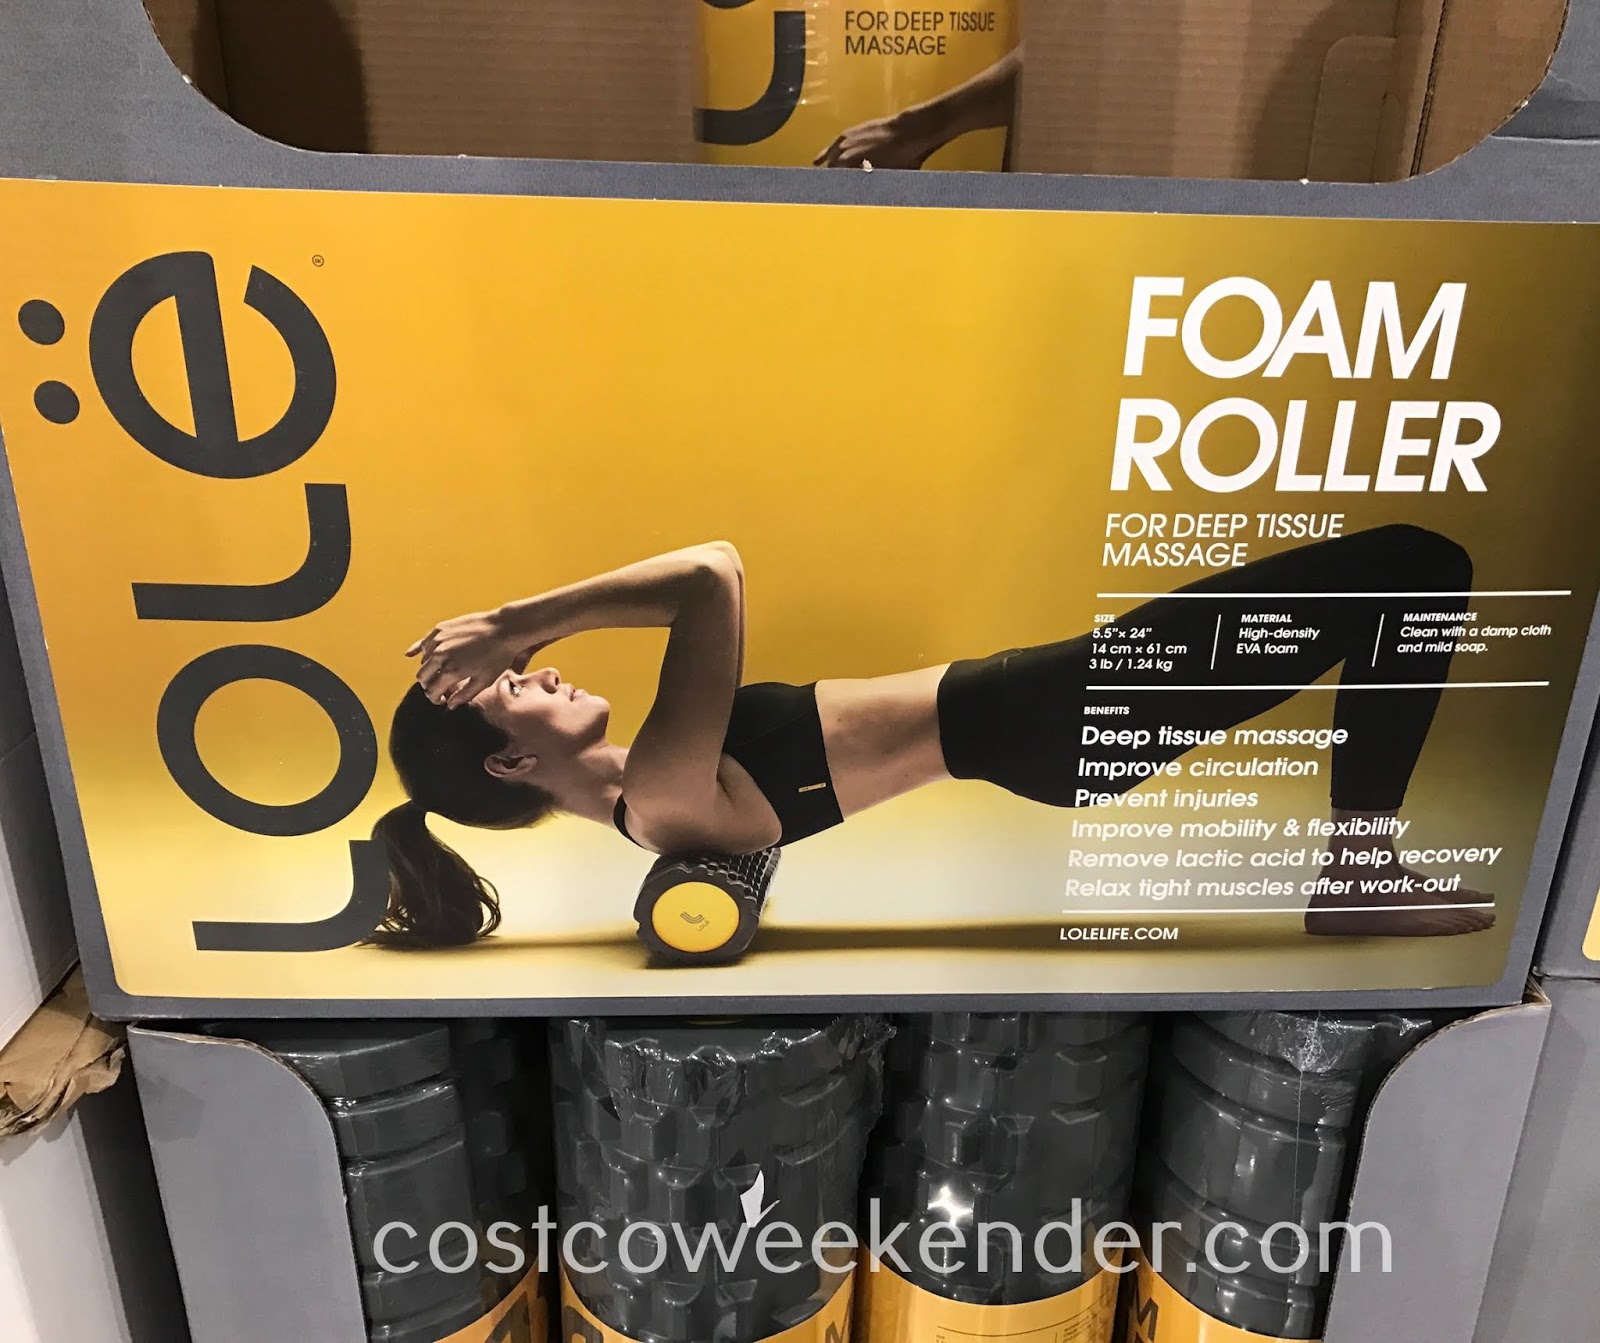 FOR DEEP TISSUE
MASSAGE
Lolë
FOAM
ROLLER
FOR DEEP TISSUE
MASSAGE
SIZE
5.5"x 24"
14 cm x 61 cm
3 lb / 1.24 kg
MATERIAL
High-density
EVA foam
MAINTENANCE
Clean with a damp cloth
and mild soap.
BENEFITS
Deep tissue massage
Improve circulation
Prevent injuries
Improve mobility & flexibility
Remove lactic acid to help recovery
Relax tight muscles after work-out
LOLELIFE.COM
costcoweekender.com